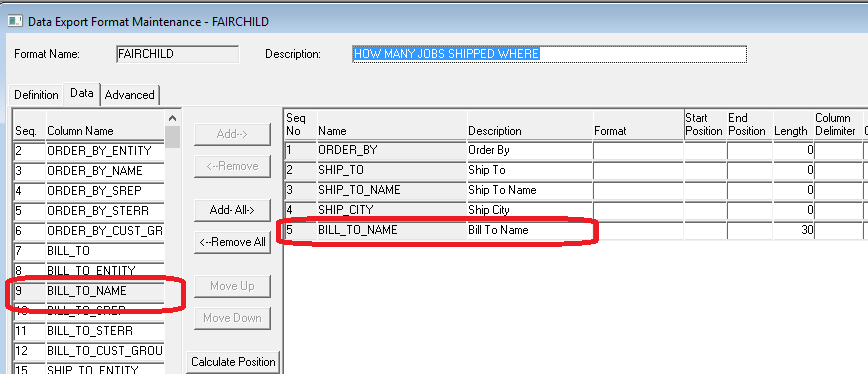 Data Export Format Maintenance - FAIRCHILD
Format Name: FAIRCHILD Description: HOW MANY JOBS SHIPPED WHERE
Definition Data Advanced
Seq. Column Name
2 ORDER_BY_ENTITY
3 ORDER_BY_NAME
4 ORDER_BY_SREP
5 ORDER_BY_STERR
6 ORDER_BY_CUST_GR
7 BILL_TO
8 BILL_TO_ENTITY
9 BILL_TO_NAME
10 BILL_TO_SREP
11 BILL_TO_STERR
12 BILL_TO_CUST_GROU
15 SHIP_TO_ENTITY
Add-->
<--Remove
Add- All->
<--Remove All
Move Up
Move Down
Calculate Position
Seq No Name Description Format Start Position End Position Length Column Delimiter
1 ORDER_BY Order By 0
2 SHIP_TO Ship To 0
3 SHIP_TO_NAME Ship To Name 0
4 SHIP_CITY Ship City 0
5 BILL_TO_NAME Bill To Name 30